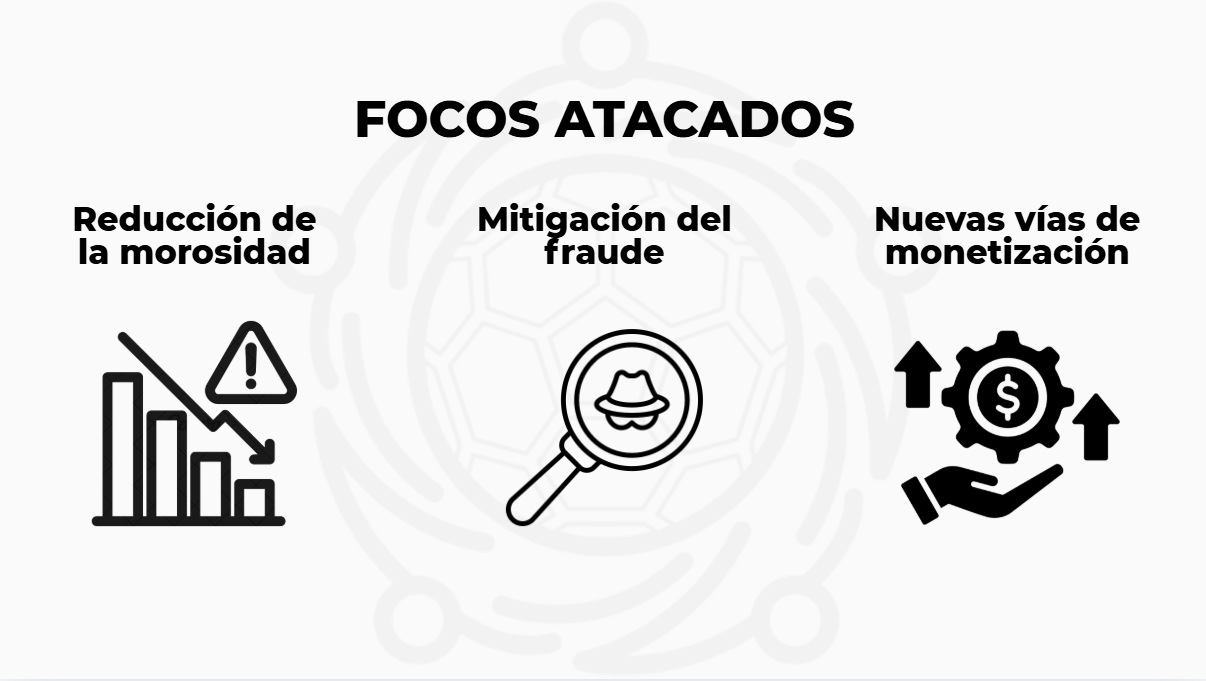 FOCOS ATACADOS
Reducción de
la morosidad
Mitigación del
fraude
Nuevas vías de
monetización
$